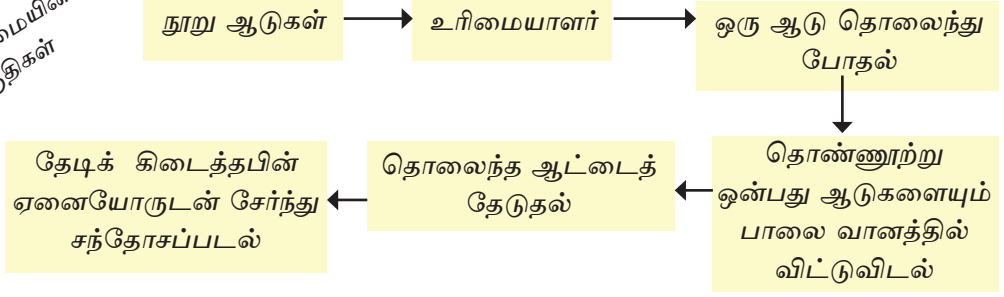 நூறு ஆடுகள்
உரிமையாளர்
ஒரு ஆடு தொலைந்து
போதல்
தொண்ணூற்று
ஒன்பது ஆடுகளையும்
பாலை வானத்தில்
விட்டுவிடல்
தொலைந்த ஆட்டைத்
தேடுதல்
தேடிக் கிடைத்தபின்
ஏனையோருடன் சேர்ந்து
சந்தோசப்படல்